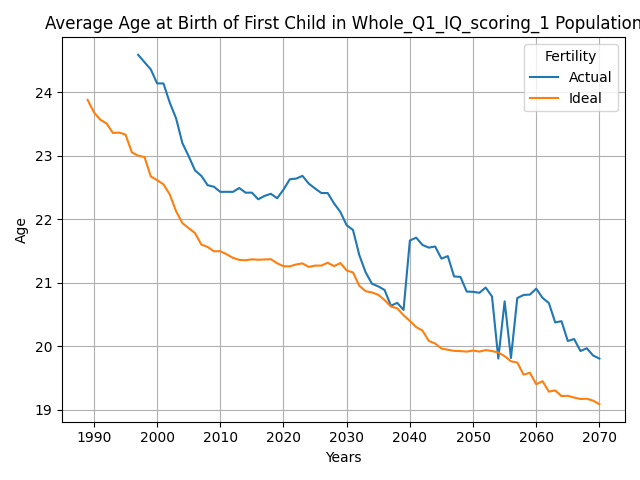 Average Age at Birth of First Child in Whole_Q1_IQ_scoring_1 Population
Fertility
Actual
Ideal
Age
24
23
22
21
20
19
1990 2000 2010 2020 2030 2040 2050 2060 2070
Years